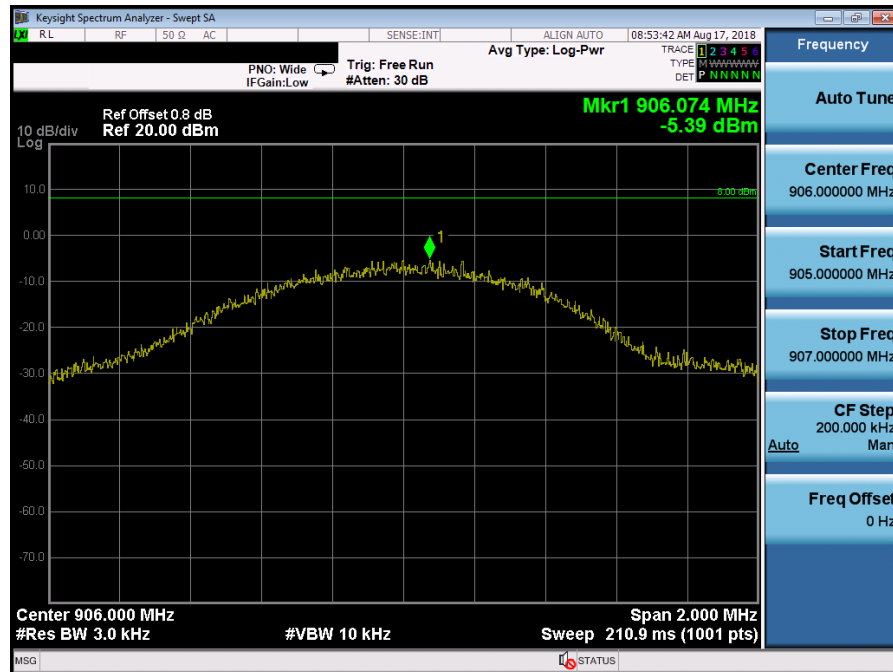 Keysight Spectrum Analyzer - Swept SA
LXI RL RF 50 Ω AC SENSE:INT ALIGN AUTO 08:53:42 AM Aug 17, 2018
Frequency
Avg Type: Log-Pwr
TRACE 1 2 3 4 5 6
PNO: Wide
Trig: Free Run
TYPE M WWWWW
IFGain:Low
#Atten: 30 dB
DET P N N N N N
Auto Tune
Mkr1 906.074 MHz
-5.39 dBm
Ref Offset 0.8 dB
10 dB/div
Ref 20.00 dBm
Log
Center Freq
906.000000 MHz
10.0
8.00 dBm
0.00
1
Start Freq
905.000000 MHz
-10.0
-20.0
Stop Freq
907.000000 MHz
-30.0
-40.0
CF Step
200.000 kHz
Auto Man
-50.0
-60.0
Freq Offset
0 Hz
-70.0
Center 906.000 MHz
Span 2.000 MHz
#Res BW 3.0 kHz
#VBW 10 kHz
Sweep 210.9 ms (1001 pts)
MSG
STATUS